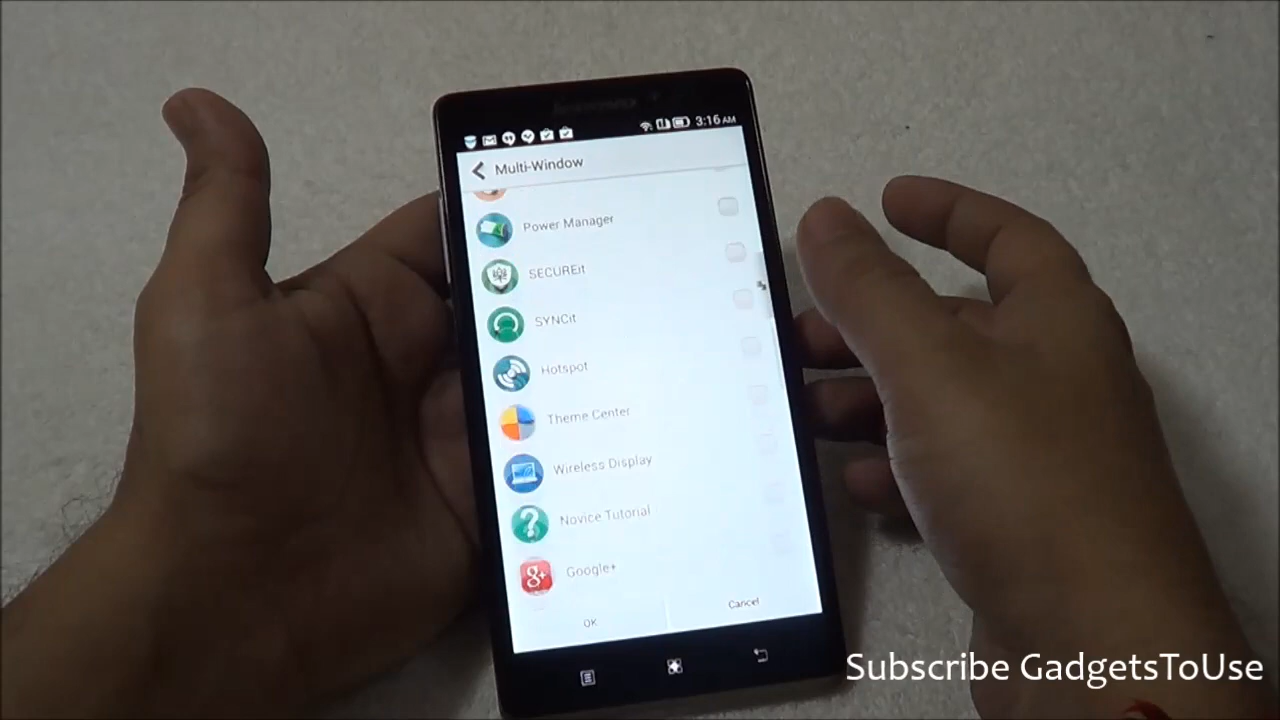 3:16 AM
Multi-Window
Power Manager
SECUREit
SYNCit
Hotspot
Theme Center
Wireless Display
Novice Tutorial
Google+
OK
Cancel
Subscribe GadgetsToUse